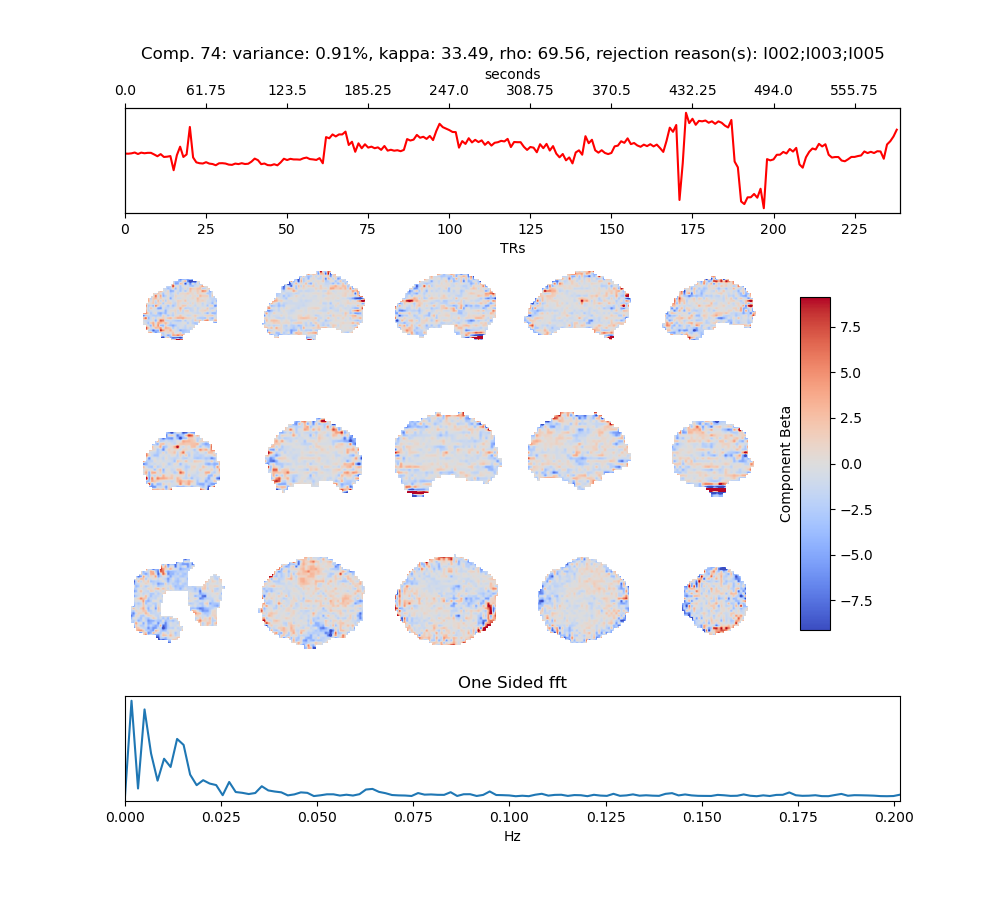 Comp. 74: variance: 0.91%, kappa: 33.49, rho: 69.56, rejection reason(s): I002;I003;I005
seconds
0.0 61.75 123.5 185.25 247.0 308.75 370.5 432.25 494.0 555.75
0 25 50 75 100 125 150 175 200 225
TRs
7.5
5.0
2.5
0.0
−2.5
−5.0
−7.5
Component Beta
One Sided fft
0.000 0.025 0.050 0.075 0.100 0.125 0.150 0.175 0.200
Hz